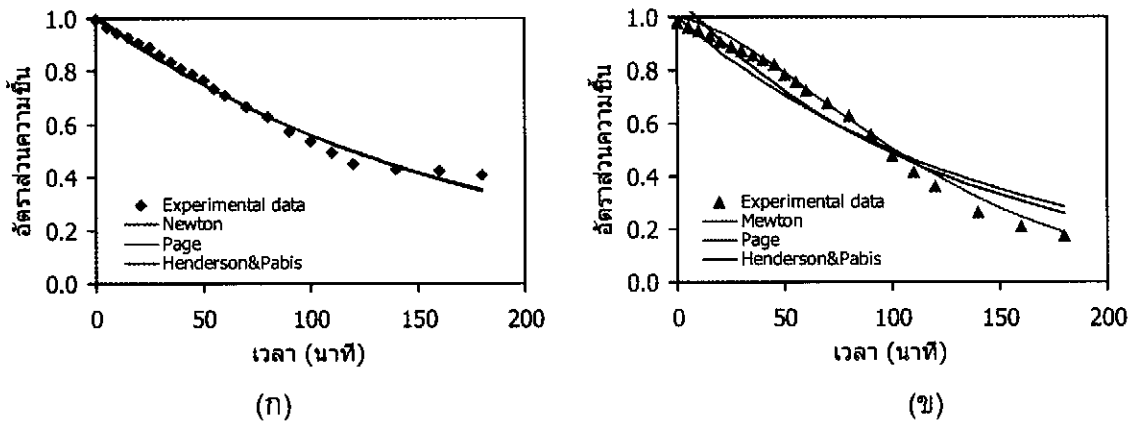 1.0
0.8
0.6
0.4
0.2
0.0
อัตราส่วนความชื้น
Experimental data
Newton
Page
Henderson&Pabis
0
50
100
150
200
เวลา (นาที)
(ก)
1.0
0.8
0.6
0.4
0.2
0.0
อัตราส่วนความชื้น
Experimental data
Mewton
Page
Henderson&Pabis
0
50
100
150
200
เวลา (นาที)
(ข)